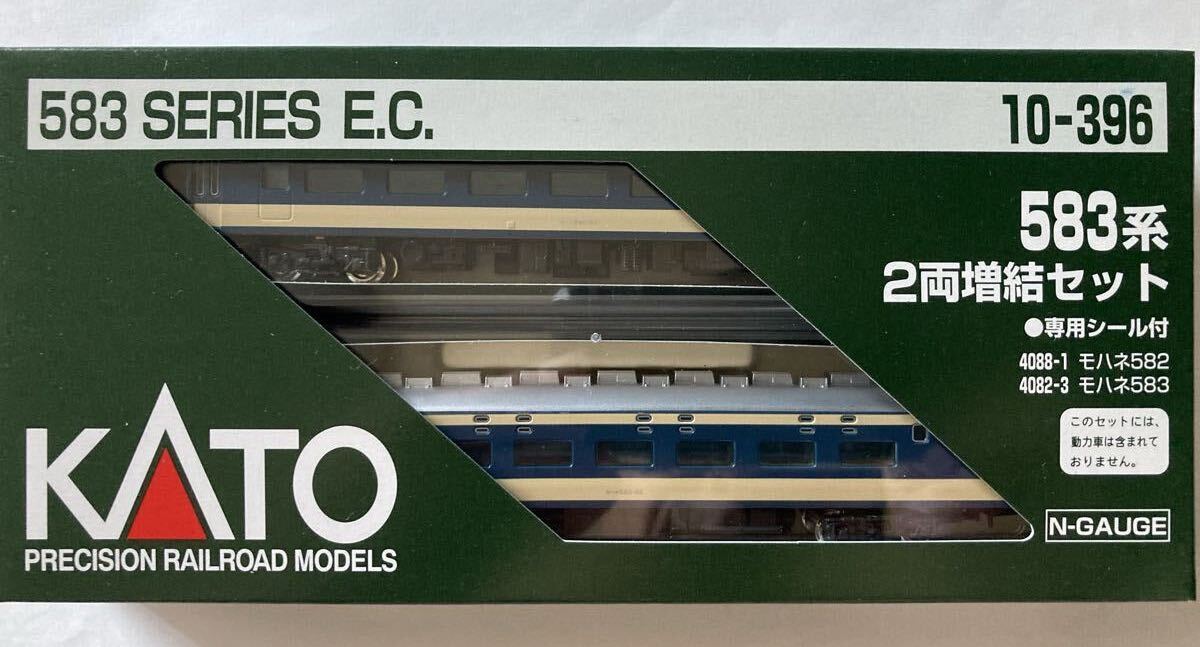 583 SERIES E.C.
10-396
583系
2両増結セット
●専用シール付
4088-1 モハネ582
4082-3 モハネ583
このセットには、
動力車は含まれて
おりません。
N-GAUGE
KATO
PRECISION RAILROAD MODELS